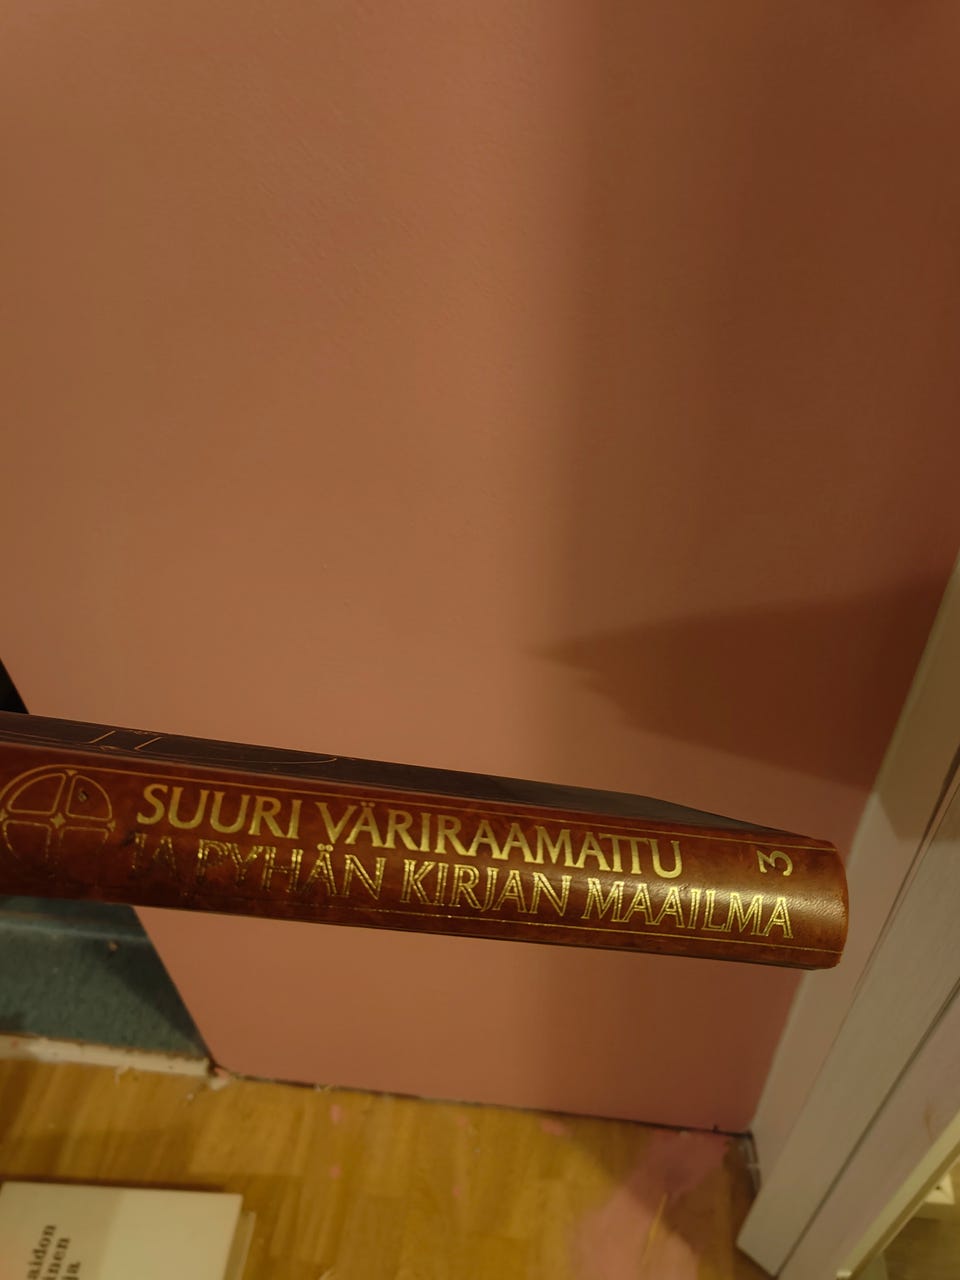 SUURI VÄRIRAAMATTU
JA PYHÄN KIRJAN MAAILMA
3